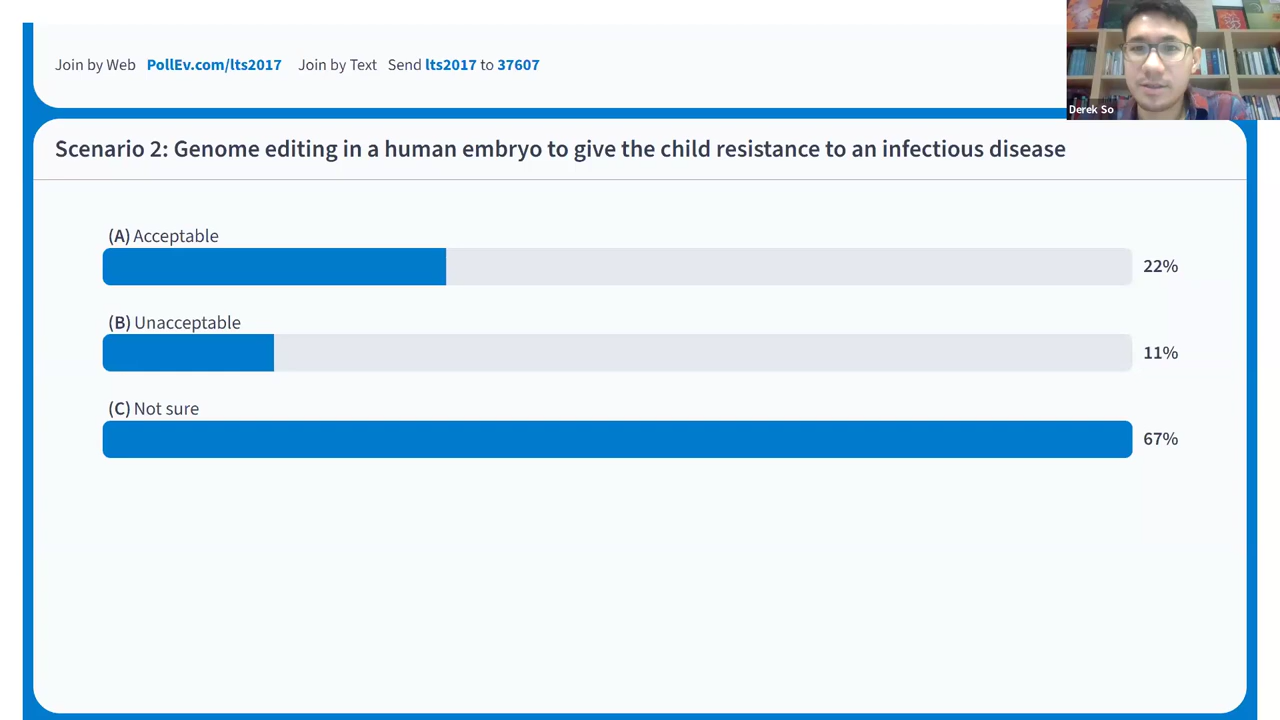 Join by Web PollEv.com/lts2017 Join by Text Send lts2017 to 37607
Derek So
Scenario 2: Genome editing in a human embryo to give the child resistance to an infectious disease
(A) Acceptable
22%
(B) Unacceptable
11%
(C) Not sure
67%